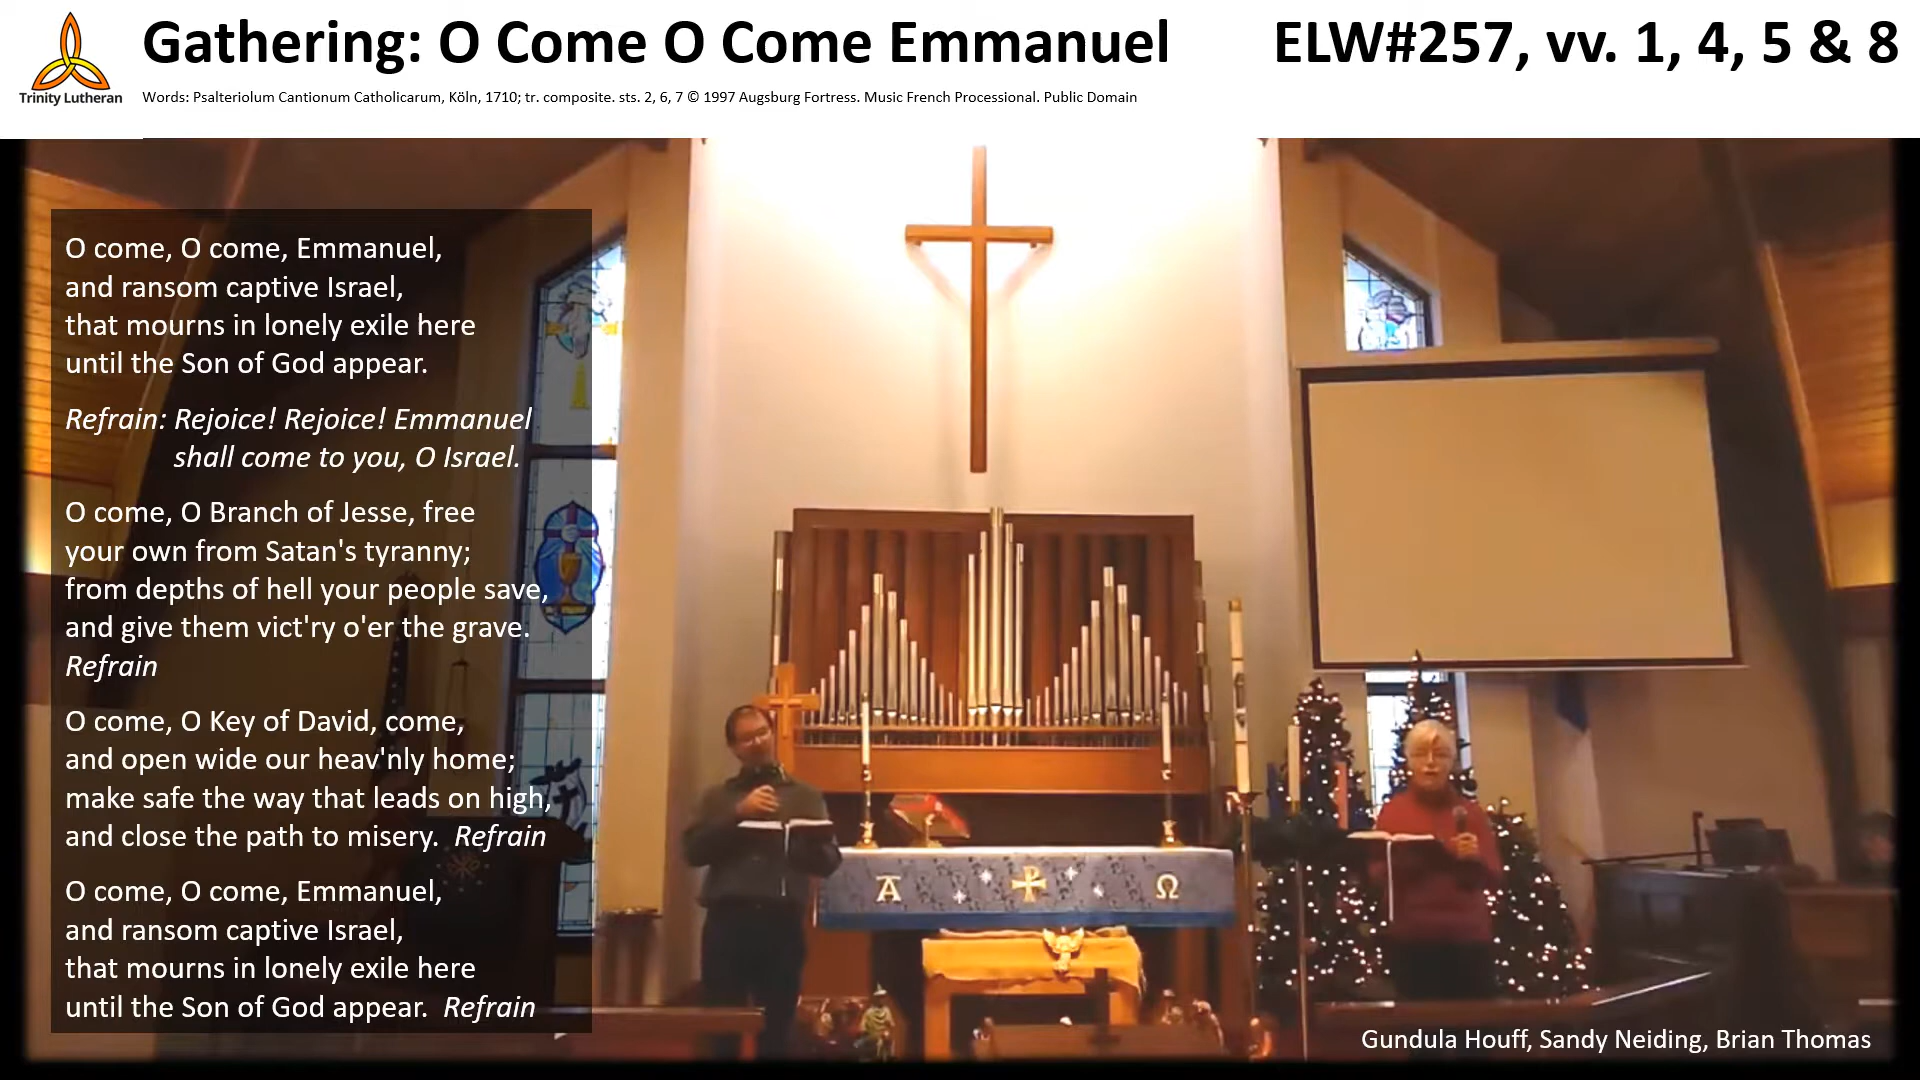 Gathering: O Come O Come Emmanuel ELW#257, vv. 1, 4, 5 & 8
Trinity Lutheran
Words: Psalteriolum Cantionum Catholicarum, Köln, 1710; tr. composite. sts. 2, 6, 7 © 1997 Augsburg Fortress. Music French Processional. Public Domain
O come, O come, Emmanuel,
and ransom captive Israel,
that mourns in lonely exile here
until the Son of God appear.
Refrain: Rejoice! Rejoice! Emmanuel
shall come to you, O Israel.
O come, O Branch of Jesse, free
your own from Satan's tyranny;
from depths of hell your people save,
and give them vict'ry o'er the grave.
Refrain
O come, O Key of David, come,
and open wide our heav'nly home;
make safe the way that leads on high,
and close the path to misery. Refrain
O come, O come, Emmanuel,
and ransom captive Israel,
that mourns in lonely exile here
until the Son of God appear. Refrain
Α Ω
Gundula Houff, Sandy Neiding, Brian Thomas